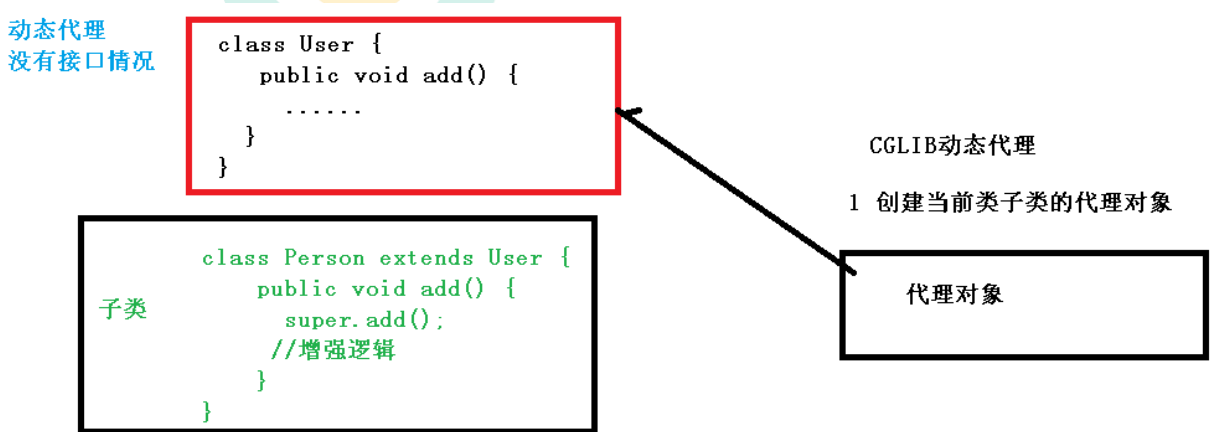 动态代理
没有接口情况
class User {
public void add() {
......
}
}
CGLIB动态代理
1 创建当前类子类的代理对象
代理对象
子类
class Person extends User {
public void add() {
super.add();
//增强逻辑
}
}